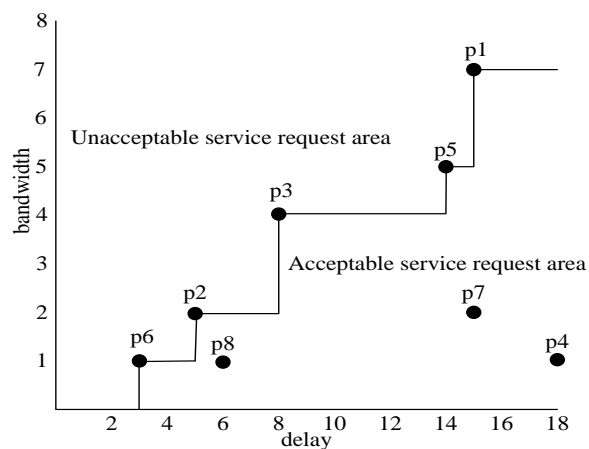 8
p1
7
6
Unacceptable service request area
p5
5
bandwidth
p3
4
3
Acceptable service request area
p2
p7
2
p6
p8
p4
1
2 4 6 8 10 12 14 16 18
delay